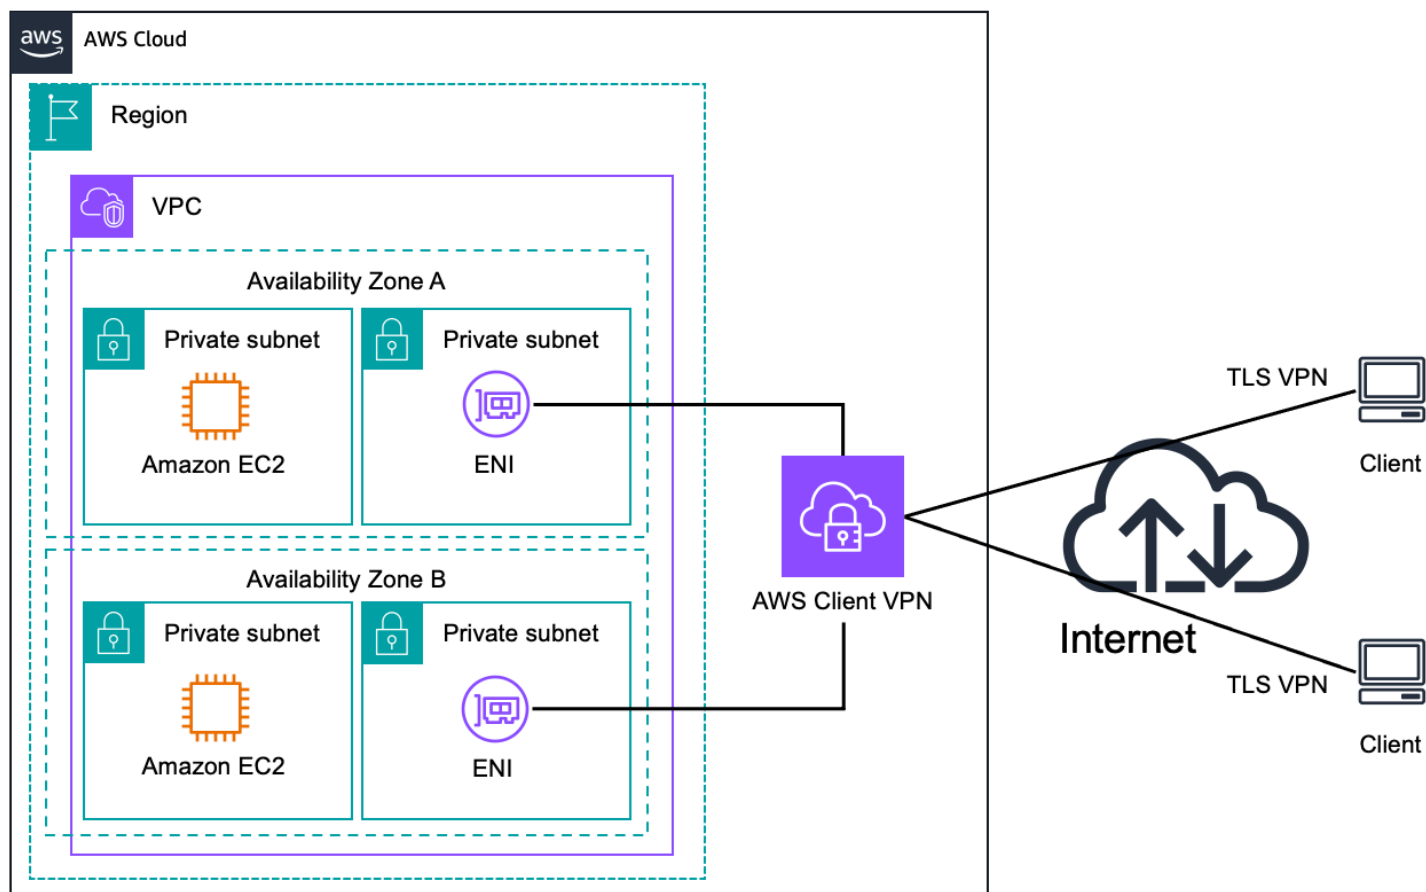 aws
AWS Cloud
Region
VPC
Availability Zone A
Private subnet
Private subnet
Amazon EC2
ENI
Availability Zone B
Private subnet
Private subnet
Amazon EC2
ENI
AWS Client VPN
TLS VPN
Client
Internet
TLS VPN
Client